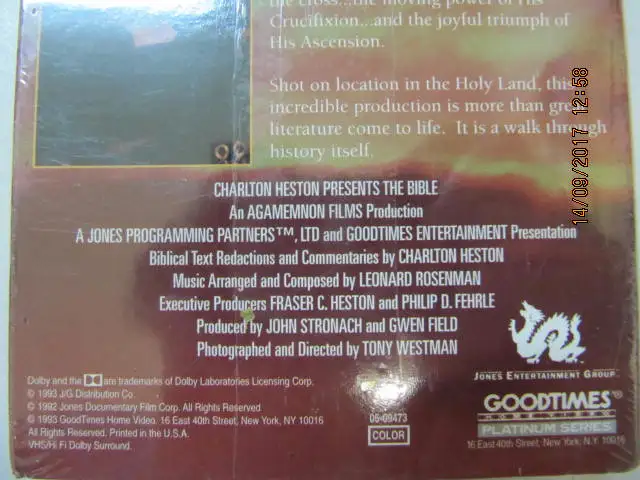 the cross...the moving power of His
Crucifixion...and the joyful triumph of
His Ascension.
Shot on location in the Holy Land, this
incredible production is more than great
literature come to life. It is a walk through
history itself.
CHARLTON HESTON PRESENTS THE BIBLE
An AGAMEMNON FILMS Production
A JONES PROGRAMMING PARTNERS™, LTD and GOODTIMES ENTERTAINMENT Presentation
Biblical Text Redactions and Commentaries by CHARLTON HESTON
Music Arranged and Composed by LEONARD ROSENMAN
Executive Producers FRASER C. HESTON and PHILIP D. FEHRLE
Produced by JOHN STRONACH and GWEN FIELD
Photographed and Directed by TONY WESTMAN
Dolby and the are trademarks of Dolby Laboratories Licensing Corp.
© 1993 J/G Distribution Co.
© 1992 Jones Documentary Film Corp. All Rights Reserved
© 1993 GoodTimes Home Video. 16 East 40th Street, New York, NY 10016
All Rights Reserved. Printed in the U.S.A.
VHS/Hi Fi Dolby Surround.
05-09473
COLOR
JONES ENTERTAINMENT GROUP
GOODTIMES®
HOME VIDEO
PLATINUM SERIES
16 East 40th Street, New York, N.Y. 10016
14/09/2017 12:58